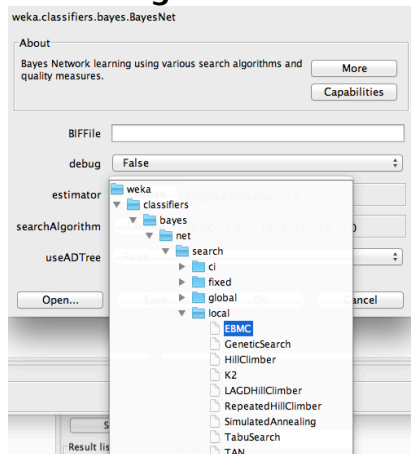 weka.classifiers.bayes.BayesNet
About
Bayes Network learning using various search algorithms and
quality measures.
More
Capabilities
BIFFile
debug False
estimator
searchAlgorithm
useADTree
weka
classifiers
bayes
net
search
ci
fixed
global
local
EBMC
GeneticSearch
HillClimber
K2
LAGDHillClimber
RepeatedHillClimber
SimulatedAnnealing
TabuSearch
TAN
Open...
Result lis